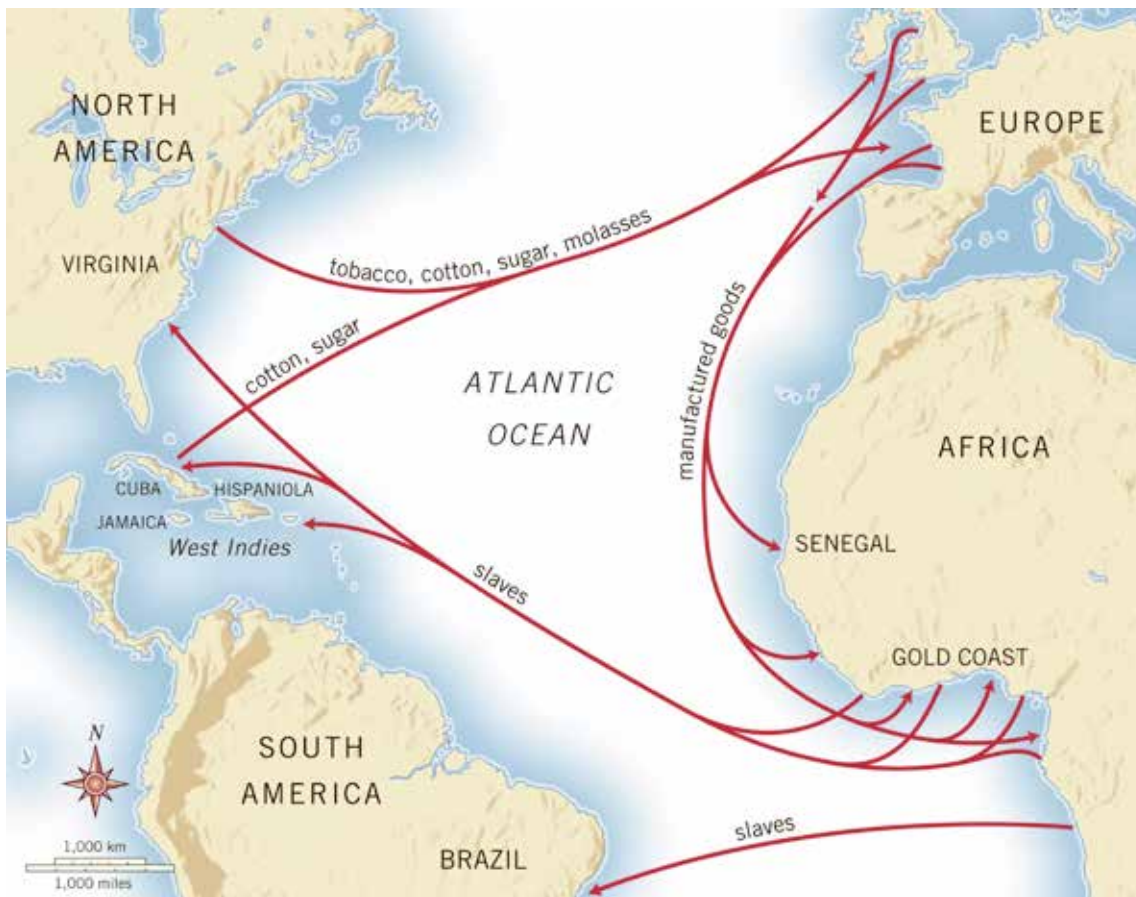 NORTH
AMERICA
EUROPE
VIRGINIA
tobacco, cotton, sugar, molasses
cotton, sugar
manufactured goods
ATLANTIC
OCEAN
AFRICA
CUBA
HISPANIOLA
JAMAICA
West Indies
SENEGAL
slaves
GOLD COAST
N
SOUTH
AMERICA
slaves
BRAZIL
1,000 km
1,000 miles